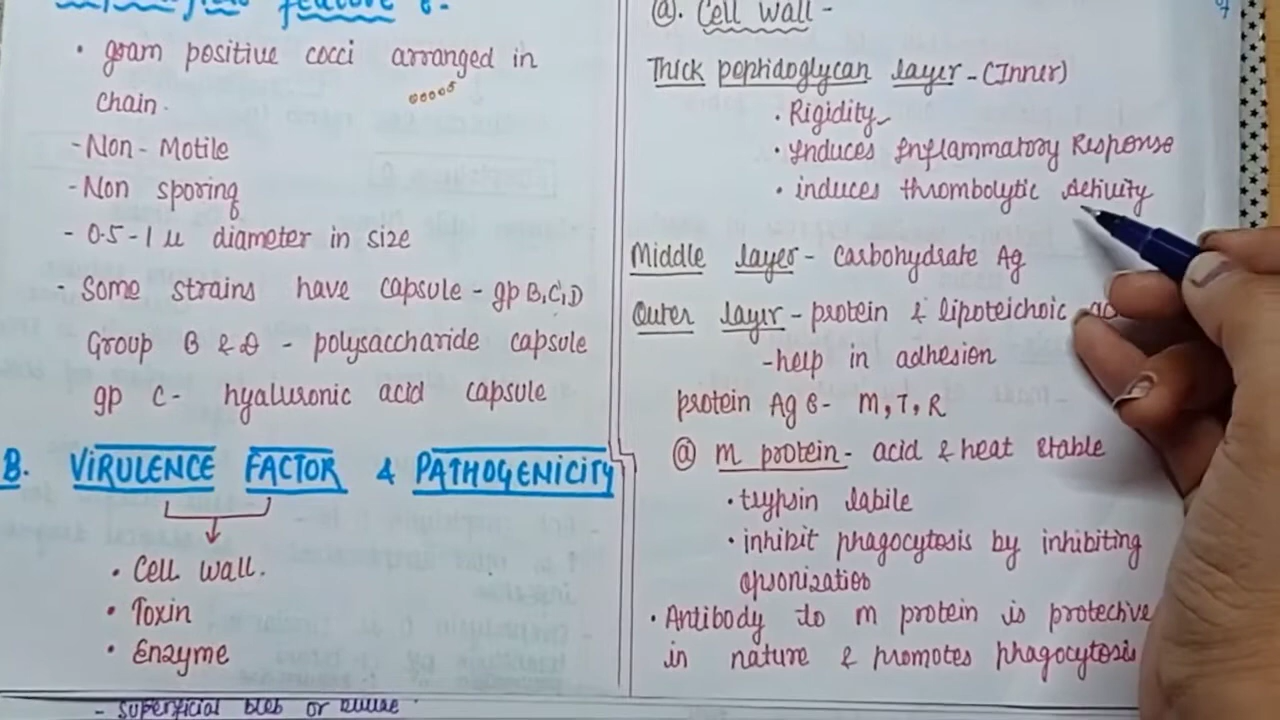 feature :-
• gram positive cocci arranged in
chain.
- Non-Motile
- Non sporing
- 0.5-1 µ diameter in size
- Some strains have capsule - gp B, C, D
Group B & D - polysaccharide capsule
gp C - hyaluronic acid capsule
B. VIRULENCE FACTOR & PATHOGENICITY
• Cell wall.
• Toxin
• Enzyme
- superficial bleb or bullae
@. Cell wall -
Thick peptidoglycan layer - (Inner)
• Rigidity
• Induces Inflammatory Response
• induces thrombolytic Activity
Middle layer - carbohydrate Ag
Outer layer - protein & lipoteichoic
- help in adhesion
protein Ag :- M, T, R
@ m protein - acid & heat stable
• trypsin labile
• inhibit phagocytosis by inhibiting
opsonization
• Antibody to m protein is protective
in nature & promotes phagocytosis